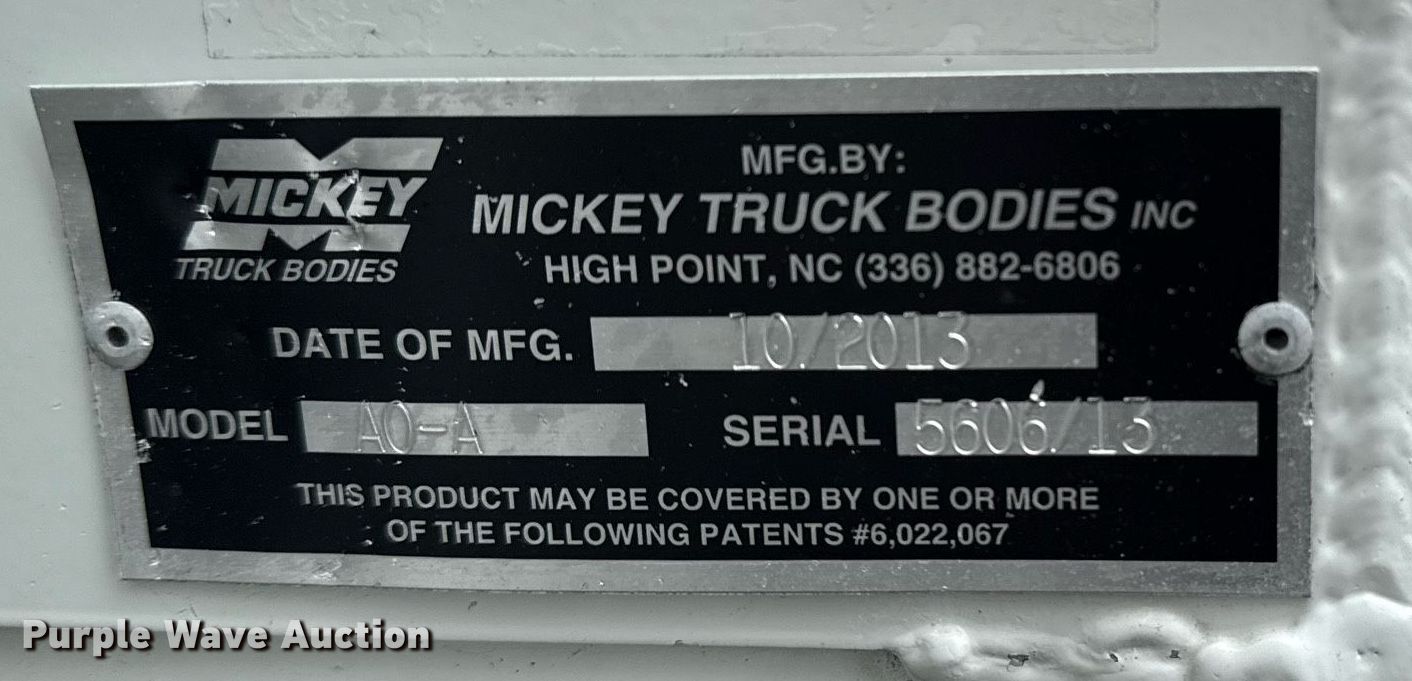 MICKEY
TRUCK BODIES
MFG.BY:
MICKEY TRUCK BODIES INC
HIGH POINT, NC (336) 882-6806
DATE OF MFG. 10/2013
MODEL AO-A SERIAL 5606/13
THIS PRODUCT MAY BE COVERED BY ONE OR MORE
OF THE FOLLOWING PATENTS #6,022,067
Purple Wave Auction